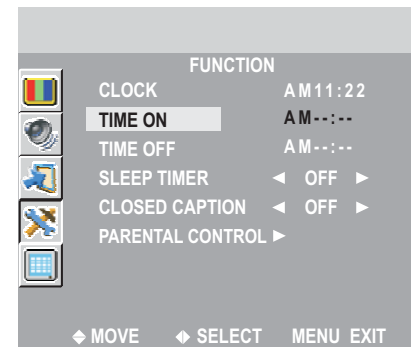 FUNCTION
CLOCK AM11:22
TIME ON AM--:--
TIME OFF AM--:--
SLEEP TIMER ◄ OFF ►
CLOSED CAPTION ◄ OFF ►
PARENTAL CONTROL ►
MOVE SELECT MENU EXIT